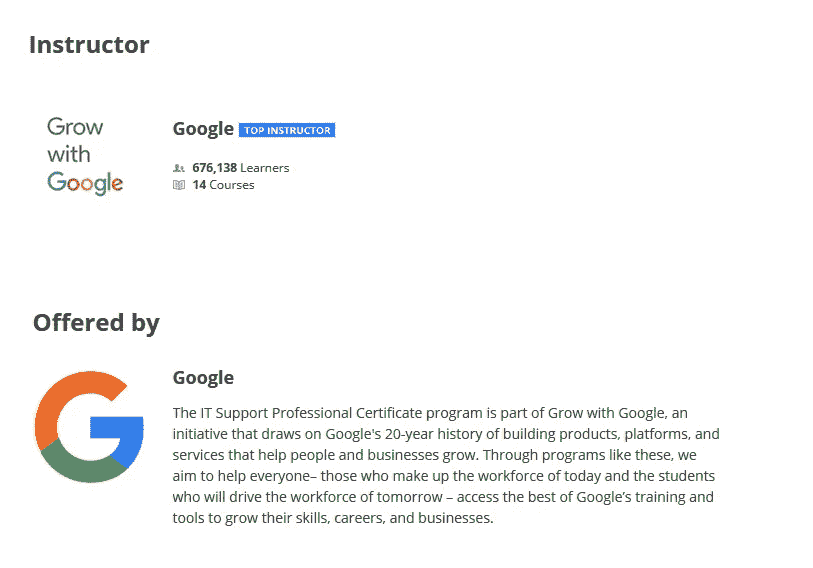 Instructor
Grow
with
Google
Google TOP INSTRUCTOR
676,138 Learners
14 Courses
Offered by
Google
The IT Support Professional Certificate program is part of Grow with Google, an
initiative that draws on Google's 20-year history of building products, platforms, and
services that help people and businesses grow. Through programs like these, we
aim to help everyone– those who make up the workforce of today and the students
who will drive the workforce of tomorrow – access the best of Google’s training and
tools to grow their skills, careers, and businesses.